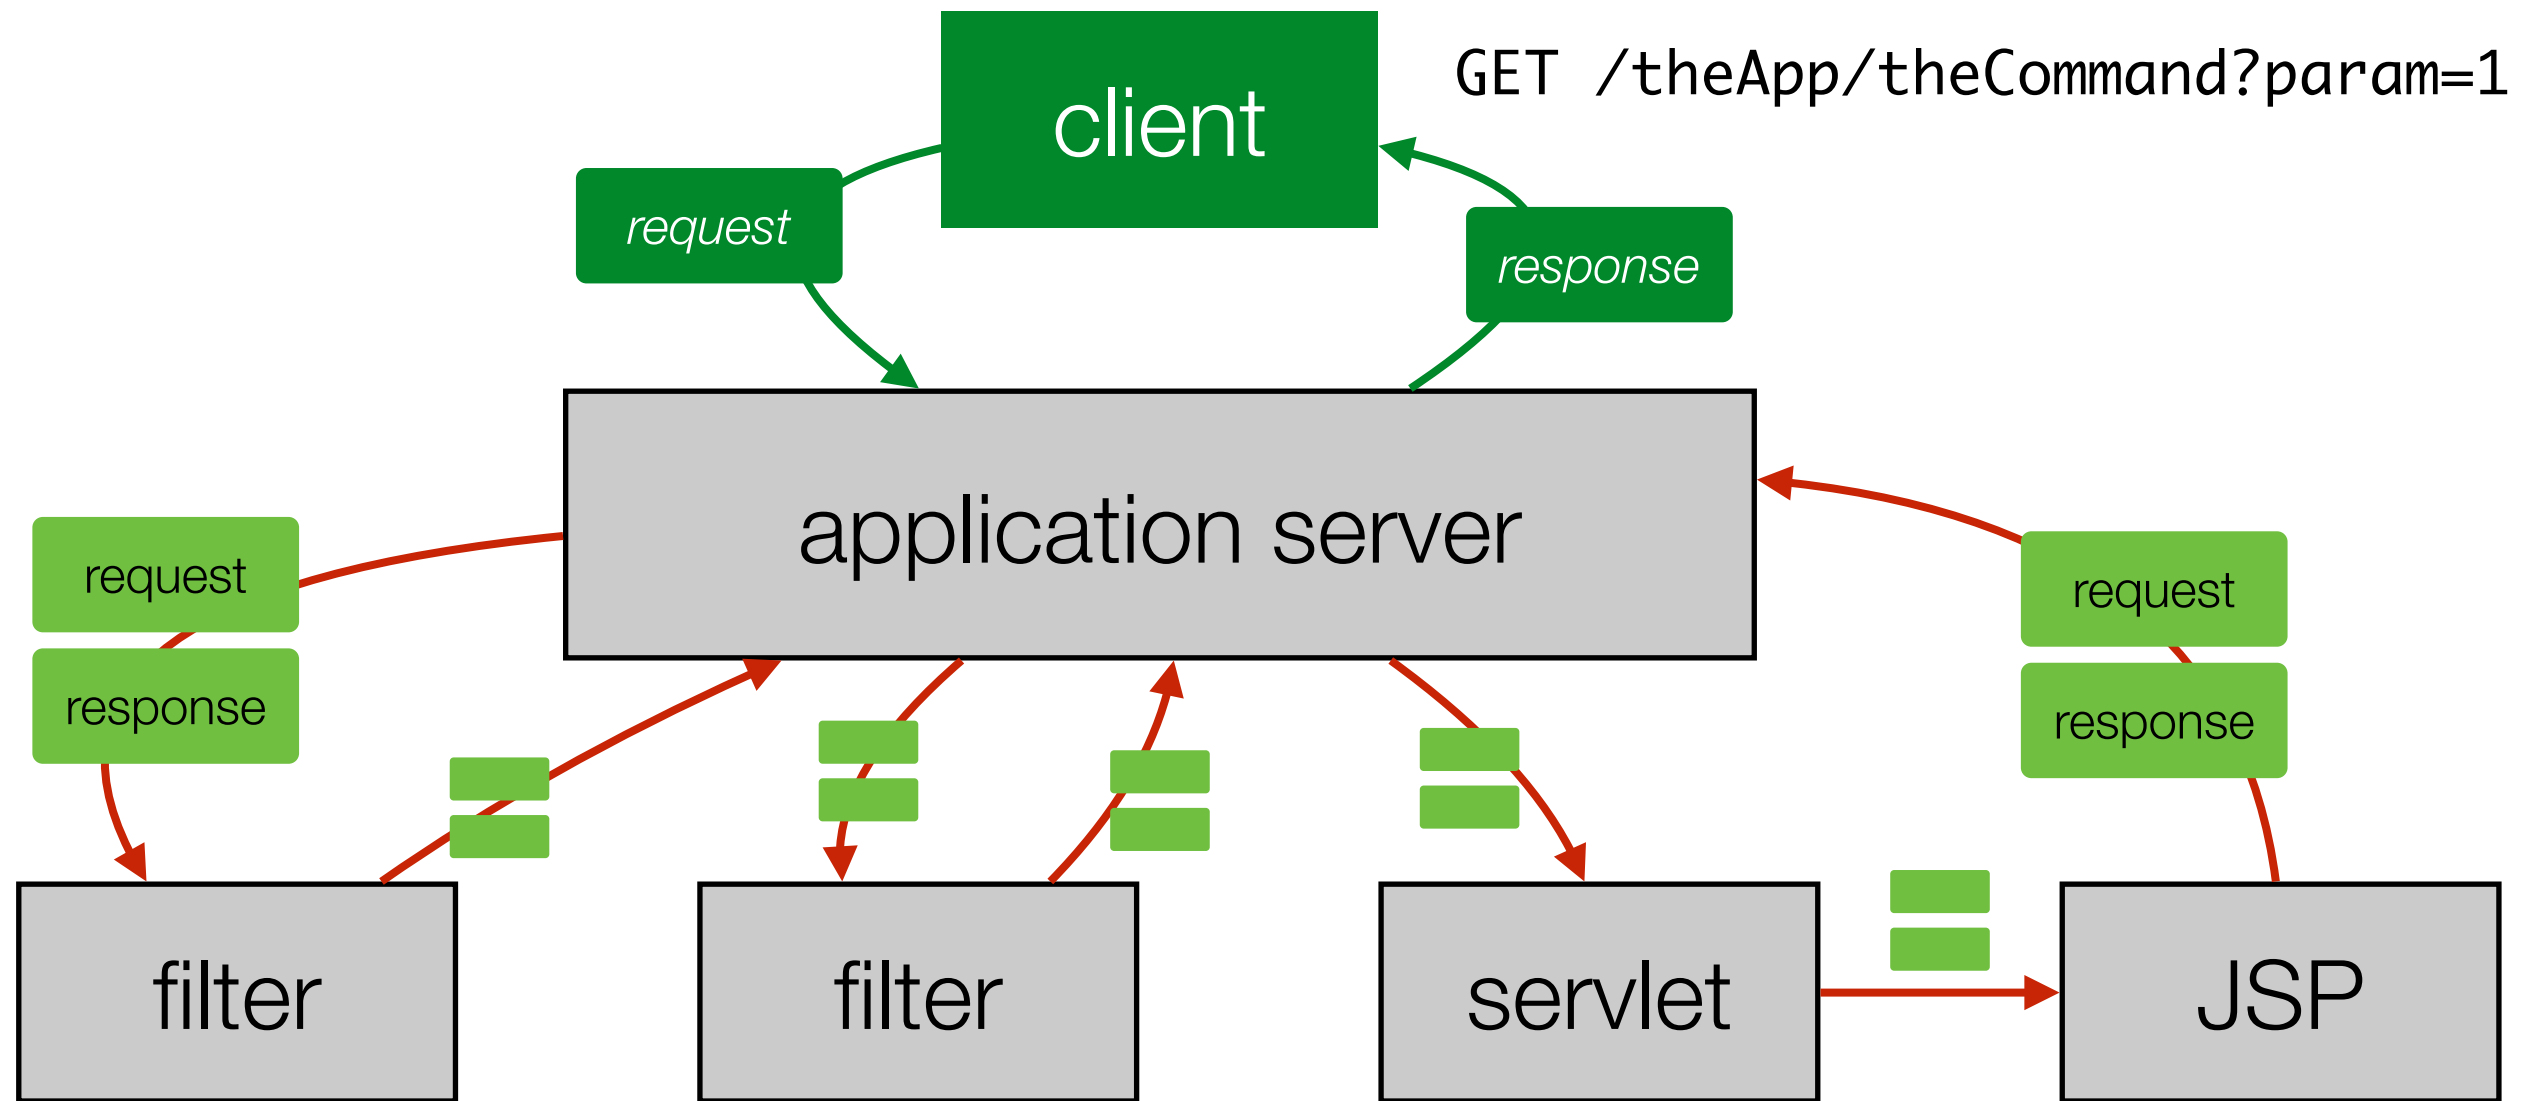 client
GET /theApp/theCommand?param=1
request
response
application server
request
response
request
response
filter
filter
servlet
JSP